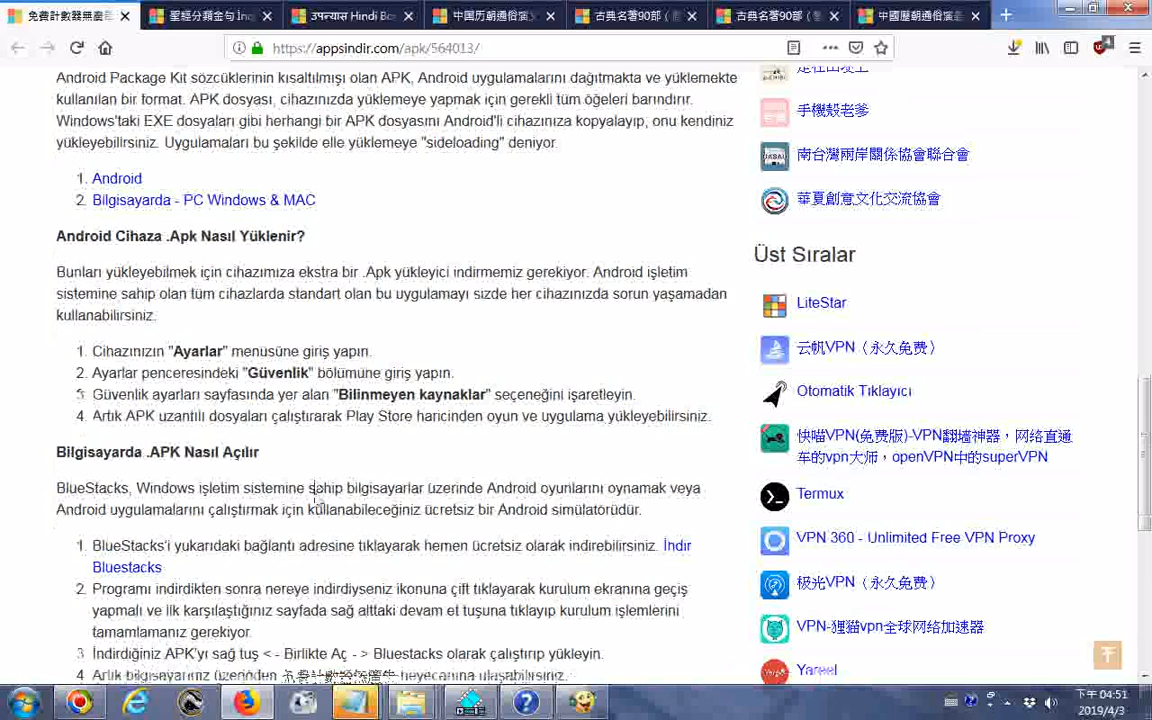 免費計數器無慮
聖經分類金句 \ Inc
उपन्यास Hindi Bo
中国历朝通俗演义
古典名著90部 (
古典名著90部 (
中國歷朝通俗演義
https://appsindir.com/apk/564013/
Android Package Kit sözcüklerinin kısaltılmışı olan APK, Android uygulamalarını dağıtmakta ve yüklemekte
kullanılan bir format. APK dosyası, cihazınızda yüklemeye yapmak için gerekli tüm öğeleri barındırır.
Windows'taki EXE dosyaları gibi herhangi bir APK dosyasını Android'li cihazınıza kopyalayıp, onu kendiniz
yükleyebilirsiniz. Uygulamaları bu şekilde elle yüklemeye "sideloading" deniyor.
1. Android
2. Bilgisayarda - PC Windows & MAC
Android Cihaza .Apk Nasıl Yüklenir?
Bunları yükleyebilmek için cihazımıza ekstra bir .Apk yükleyici indirmemiz gerekiyor. Android işletim
sistemine sahip olan tüm cihazlarda standart olan bu uygulamayı sizde her cihazınızda sorun yaşamadan
kullanabilirsiniz.
1. Cihazınızın "Ayarlar" menüsüne giriş yapın.
2. Ayarlar penceresindeki "Güvenlik" bölümüne giriş yapın.
3. Güvenlik ayarları sayfasında yer alan "Bilinmeyen kaynaklar" seçeneğini işaretleyin.
4. Artık APK uzantılı dosyaları çalıştırarak Play Store haricinden oyun ve uygulama yükleyebilirsiniz.
Bilgisayarda .APK Nasıl Açılır
BlueStacks, Windows işletim sistemine sahip bilgisayarlar üzerinde Android oyunlarını oynamak veya
Android uygulamalarını çalıştırmak için kullanabileceğiniz ücretsiz bir Android simülatörüdür.
1. BlueStacks'i yukarıdaki bağlantı adresine tıklayarak hemen ücretsiz olarak indirebilirsiniz. İndir
Bluestacks
2. Programı indirdikten sonra nereye indirdiyseniz ikonuna çift tıklayarak kurulum ekranına geçiş
yapmalı ve ilk karşılaştığınız sayfada sağ alttaki devam et tuşuna tıklayıp kurulum işlemlerini
tamamlamanız gerekiyor.
3. İndirdiğiniz APK'yı sağ tuş < - Birlikte Aç - > Bluestacks olarak çalıştırıp yükleyin.
4. Artık bilgisayarınız üzerinden 免費計數器無廣告 heyecanına ulaşabilirsiniz.
手機殼老爹
南台灣兩岸關係協會聯合會
華夏創意文化交流協會
Üst Sıralar
LiteStar
云帆VPN（永久免费）
Otomatik Tıklayıcı
快喵VPN(免费版)-VPN翻墙神器，网络直通
车的vpn大师，openVPN中的superVPN
Termux
VPN 360 - Unlimited Free VPN Proxy
极光VPN（永久免费）
VPN-狸猫vpn全球网络加速器
Yareel
下午 04:51
2019/4/3